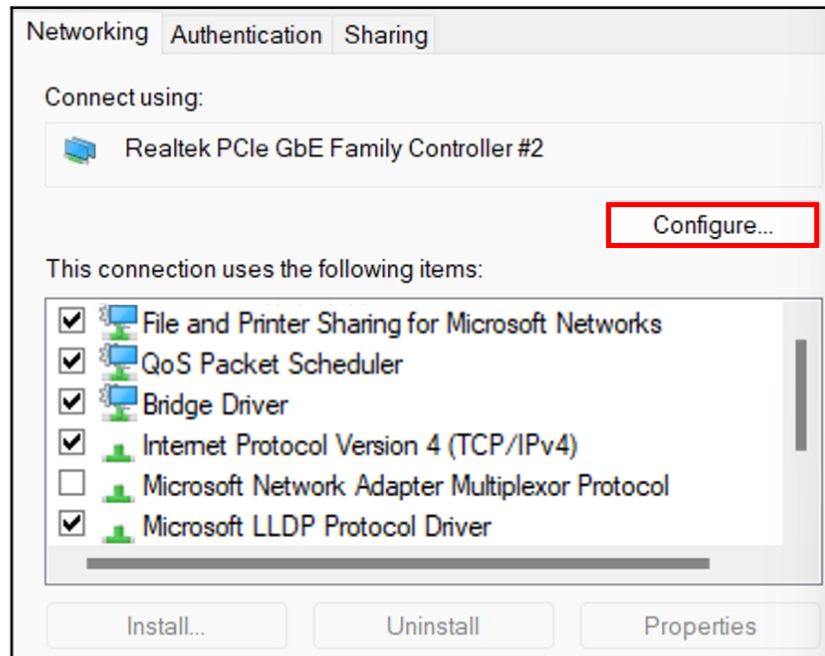 Networking Authentication Sharing
Connect using:
Realtek PCIe GbE Family Controller #2
Configure...
This connection uses the following items:
File and Printer Sharing for Microsoft Networks
QoS Packet Scheduler
Bridge Driver
Internet Protocol Version 4 (TCP/IPv4)
Microsoft Network Adapter Multiplexor Protocol
Microsoft LLDP Protocol Driver
Install... Uninstall Properties